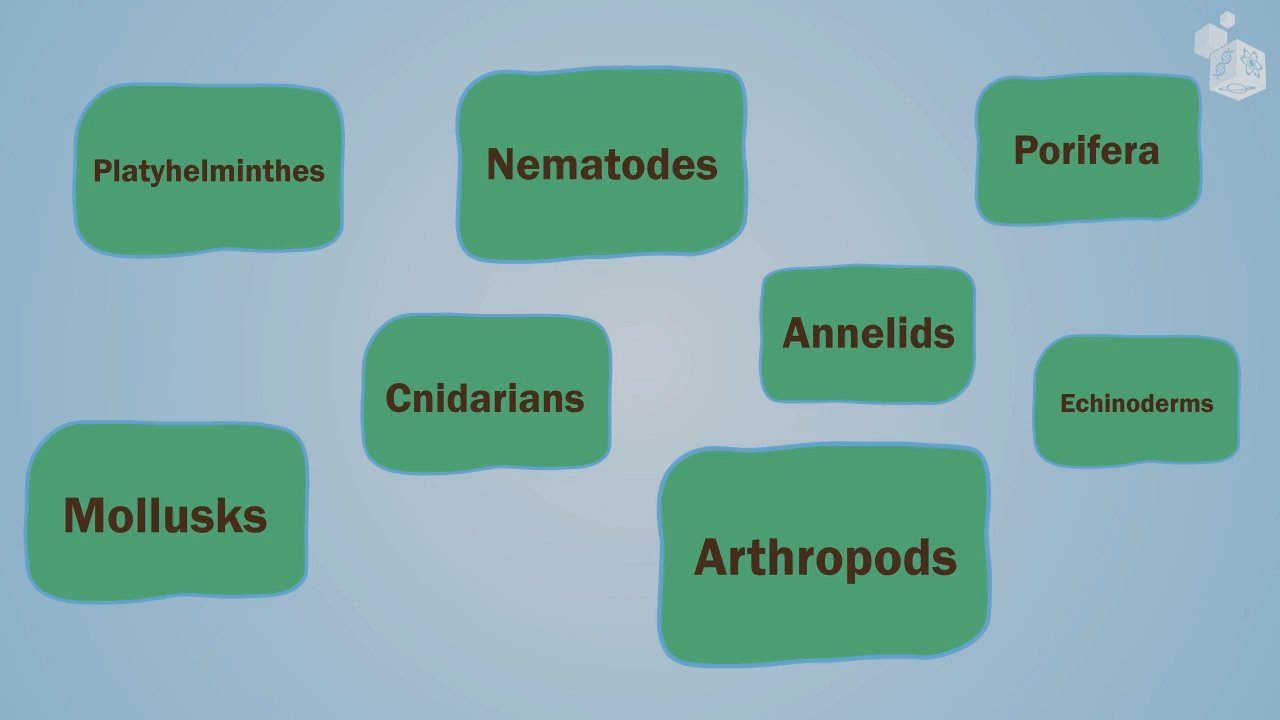 Platyhelminthes
Nematodes
Porifera
Cnidarians
Annelids
Echinoderms
Mollusks
Arthropods